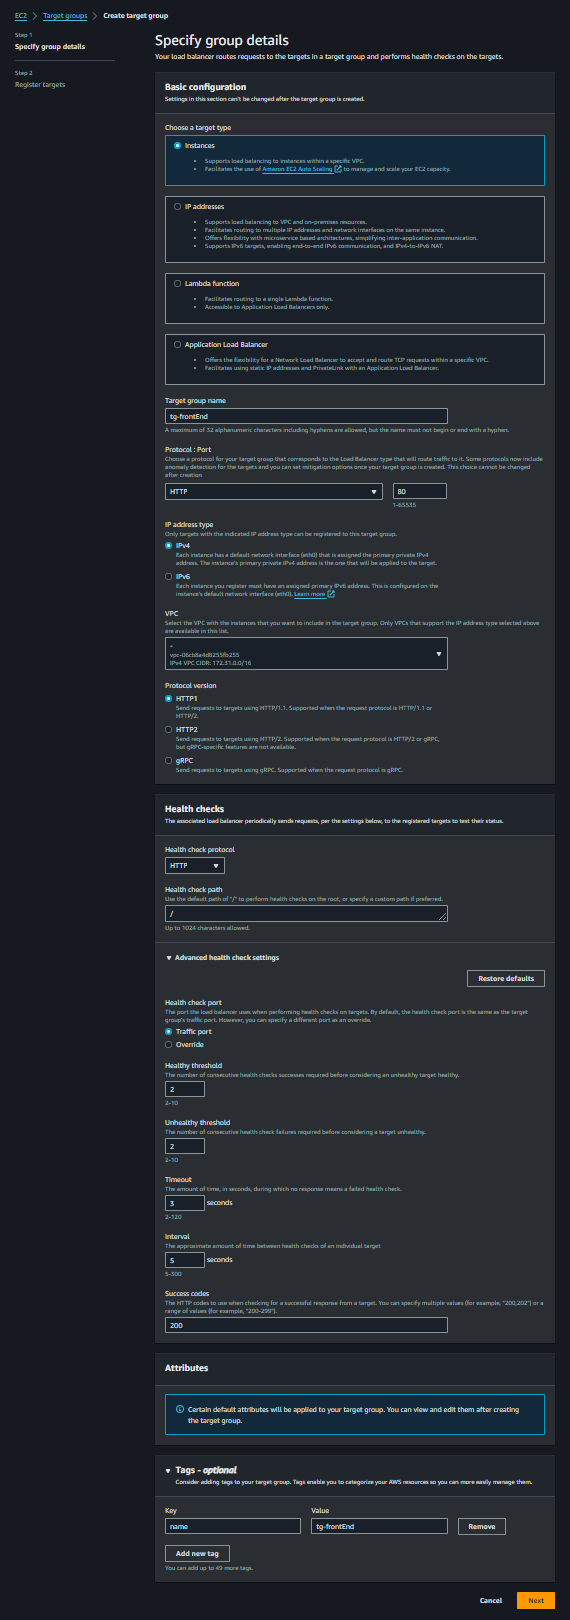 EC2 > Target groups > Create target group
Step 1
Specify group details
Step 2
Register targets
Specify group details
Your load balancer routes requests to the targets in a target group and performs health checks on the targets.
Basic configuration
Settings in this section can't be changed after the target group is created.
Choose a target type
Instances
• Supports load balancing to instances within a specific VPC.
• Facilitates the use of Amazon EC2 Auto Scaling to manage and scale your EC2 capacity.
IP addresses
• Supports load balancing to VPC and on-premises resources.
• Facilitates routing to multiple IP addresses and network interfaces on the same instance.
• Offers flexibility with microservice based architectures, simplifying inter-application communication.
• Supports IPv6 targets, enabling end-to-end IPv6 communication, and IPv4-to-IPv6 NAT.
Lambda function
• Facilitates routing to a single Lambda function.
• Accessible to Application Load Balancers only.
Application Load Balancer
• Offers the flexibility for a Network Load Balancer to accept and route TCP requests within a specific VPC.
• Facilitates using static IP addresses and PrivateLink with an Application Load Balancer.
Target group name
tg-frontEnd
A maximum of 32 alphanumeric characters including hyphens are allowed, but the name must not begin or end with a hyphen.
Protocol : Port
Choose a protocol for your target group that corresponds to the Load Balancer type that will route traffic to it. Some protocols now include
anomaly detection for the targets and you can set mitigation options once your target group is created. This choice cannot be changed
after creation
HTTP
80
1-65535
IP address type
Only targets with the indicated IP address type can be registered to this target group.
IPv4
Each instance has a default network interface (eth0) that is assigned the primary private IPv4
address. The instance's primary private IPv4 address is the one that will be applied to the target.
IPv6
Each instance you register must have an assigned primary IPv6 address. This is configured on the
instance's default network interface (eth0). Learn more
VPC
Select the VPC with the instances that you want to include in the target group. Only VPCs that support the IP address type selected above
are available in this list.
-
vpc-06cb8a4d8255fb255
IPv4 VPC CIDR: 172.31.0.0/16
Protocol version
HTTP1
Send requests to targets using HTTP/1.1. Supported when the request protocol is HTTP/1.1 or
HTTP/2.
HTTP2
Send requests to targets using HTTP/2. Supported when the request protocol is HTTP/2 or gRPC,
but gRPC-specific features are not available.
gRPC
Send requests to targets using gRPC. Supported when the request protocol is gRPC.
Health checks
The associated load balancer periodically sends requests, per the settings below, to the registered targets to test their status.
Health check protocol
HTTP
Health check path
Use the default path of "/" to perform health checks on the root, or specify a custom path if preferred.
/
Up to 1024 characters allowed.
Advanced health check settings
Restore defaults
Health check port
The port the load balancer uses when performing health checks on targets. By default, the health check port is the same as the target
group's traffic port. However, you can specify a different port as an override.
Traffic port
Override
Healthy threshold
The number of consecutive health checks successes required before considering an unhealthy target healthy.
2
2-10
Unhealthy threshold
The number of consecutive health check failures required before considering a target unhealthy.
2
2-10
Timeout
The amount of time, in seconds, during which no response means a failed health check.
3 seconds
2-120
Interval
The approximate amount of time between health checks of an individual target
5 seconds
5-300
Success codes
The HTTP codes to use when checking for a successful response from a target. You can specify multiple values (for example, "200,202") or a
range of values (for example, "200-299").
200
Attributes
Certain default attributes will be applied to your target group. You can view and edit them after creating
the target group.
Tags - optional
Consider adding tags to your target group. Tags enable you to categorize your AWS resources so you can more easily manage them.
Key Value
name tg-frontEnd Remove
Add new tag
You can add up to 49 more tags.
Cancel Next